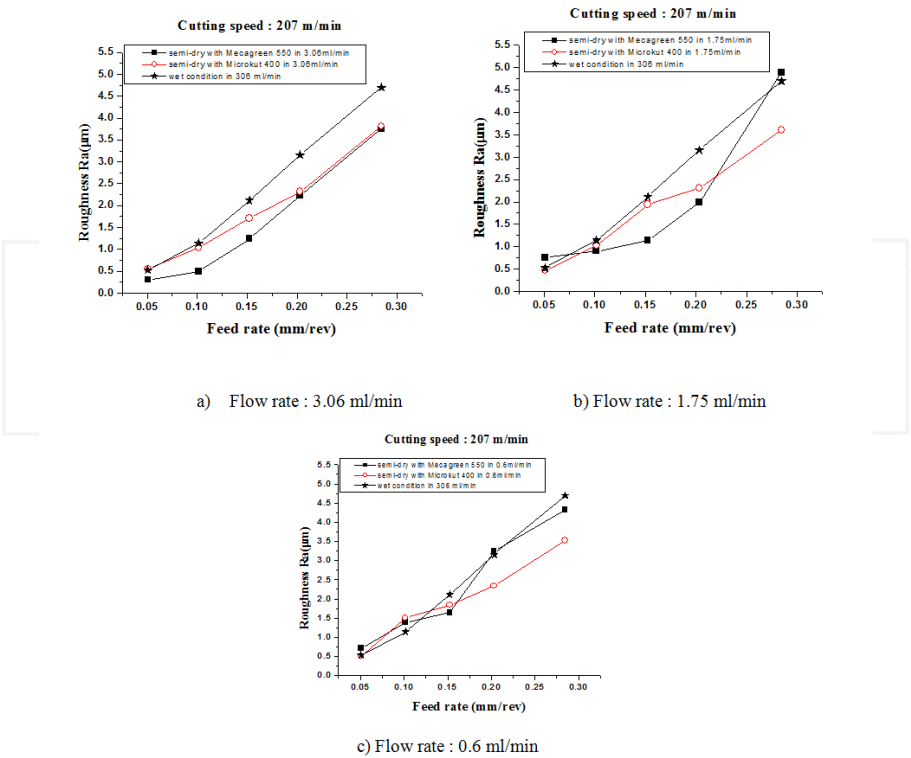 Cutting speed : 207 m/min
semi-dry with Mecagreen 550 in 3.06ml/min
semi-dry with Microkut 400 in 3.06ml/min
wet condition in 306 ml/min
Roughness Ra(µm)
5.5
5.0
4.5
4.0
3.5
3.0
2.5
2.0
1.5
1.0
0.5
0.0
0.05 0.10 0.15 0.20 0.25 0.30
Feed rate (mm/rev)
a) Flow rate : 3.06 ml/min
Cutting speed : 207 m/min
semi-dry with Mecagreen 550 in 1.75ml/min
semi-dry with Microkut 400 in 1.75ml/min
wet condition in 306 ml/min
Roughness Ra(µm)
5.5
5.0
4.5
4.0
3.5
3.0
2.5
2.0
1.5
1.0
0.5
0.0
0.05 0.10 0.15 0.20 0.25 0.30
Feed rate (mm/rev)
b) Flow rate : 1.75 ml/min
Cutting speed : 207 m/min
semi-dry with Mecagreen 550 in 0.6ml/min
semi-dry with Microkut 400 in 0.6ml/min
wet condition in 306 ml/min
Roughness Ra(µm)
5.5
5.0
4.5
4.0
3.5
3.0
2.5
2.0
1.5
1.0
0.5
0.0
0.05 0.10 0.15 0.20 0.25 0.30
Feed rate (mm/rev)
c) Flow rate : 0.6 ml/min